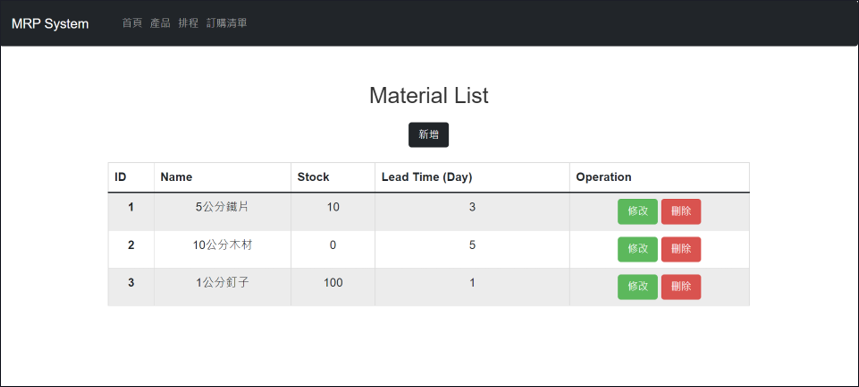 MRP System 首頁 產品 排程 訂購清單
Material List
新增
ID Name Stock Lead Time (Day) Operation
1 5公分鐵片 10 3 修改 刪除
2 10公分木材 0 5 修改 刪除
3 1公分釘子 100 1 修改 刪除